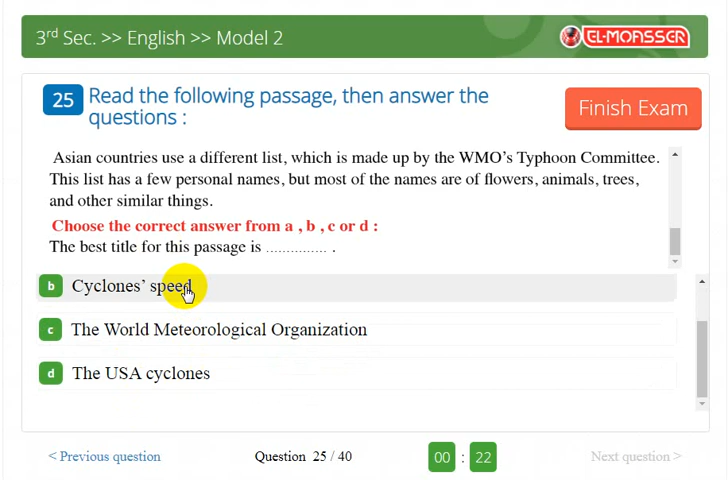 3rd Sec. >> English >> Model 2
EL-MOASSER
25 Read the following passage, then answer the
questions :
Finish Exam
Asian countries use a different list, which is made up by the WMO's Typhoon Committee.
This list has a few personal names, but most of the names are of flowers, animals, trees,
and other similar things.
Choose the correct answer from a , b , c or d :
The best title for this passage is ............... .
b Cyclones' speed
c The World Meteorological Organization
d The USA cyclones
< Previous question
Question 25 / 40
00 : 22
Next question >